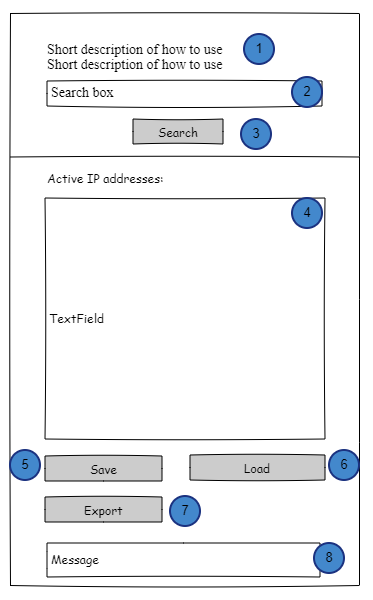 Short description of how to use
1
Short description of how to use
Search box
2
Search
3
Active IP addresses:
4
TextField
5
Save
Load
6
Export
7
Message
8